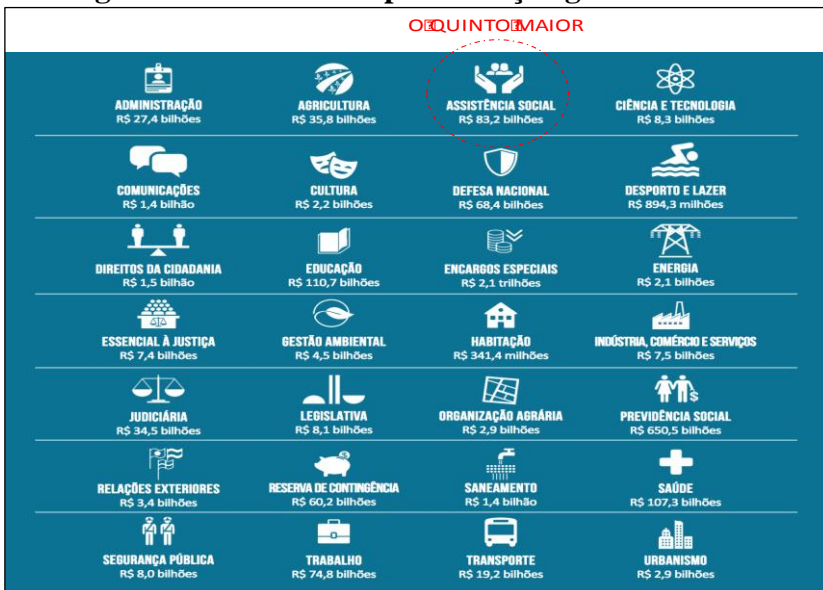 O QUINTO MAIOR
ADMINISTRAÇÃO
R$ 27,4 bilhões
AGRICULTURA
R$ 35,8 bilhões
ASSISTÊNCIA SOCIAL
R$ 83,2 bilhões
CIÊNCIA E TECNOLOGIA
R$ 8,3 bilhões
COMUNICAÇÕES
R$ 1,4 bilhão
CULTURA
R$ 2,2 bilhões
DEFESA NACIONAL
R$ 68,4 bilhões
DESPORTO E LAZER
R$ 894,3 milhões
DIREITOS DA CIDADANIA
R$ 1,5 bilhão
EDUCAÇÃO
R$ 110,7 bilhões
ENCARGOS ESPECIAIS
R$ 2,1 trilhões
ENERGIA
R$ 2,1 bilhões
ESSENCIAL À JUSTIÇA
R$ 7,4 bilhões
GESTÃO AMBIENTAL
R$ 4,5 bilhões
HABITAÇÃO
R$ 341,4 milhões
INDÚSTRIA, COMÉRCIO E SERVIÇOS
R$ 7,5 bilhões
JUDICIÁRIA
R$ 34,5 bilhões
LEGISLATIVA
R$ 8,1 bilhões
ORGANIZAÇÃO AGRÁRIA
R$ 2,9 bilhões
PREVIDÊNCIA SOCIAL
R$ 650,5 bilhões
RELAÇÕES EXTERIORES
R$ 3,4 bilhões
RESERVA DE CONTINGÊNCIA
R$ 60,2 bilhões
SANEAMENTO
R$ 1,4 bilhão
SAÚDE
R$ 107,3 bilhões
SEGURANÇA PÚBLICA
R$ 8,0 bilhões
TRABALHO
R$ 74,8 bilhões
TRANSPORTE
R$ 19,2 bilhões
URBANISMO
R$ 2,9 bilhões